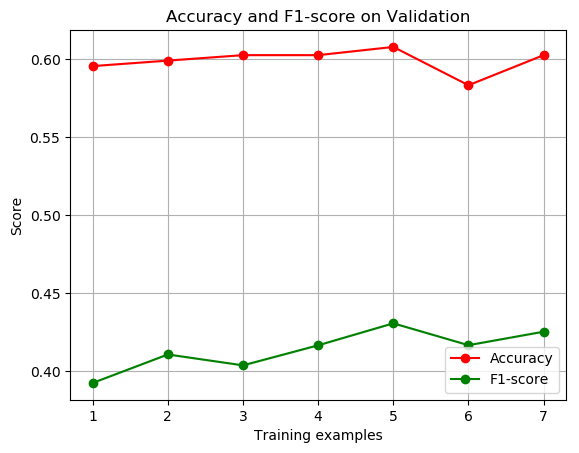 Accuracy and F1-score on Validation
0.60
0.55
0.50
0.45
0.40
Score
1 2 3 4 5 6 7
Training examples
Accuracy
F1-score